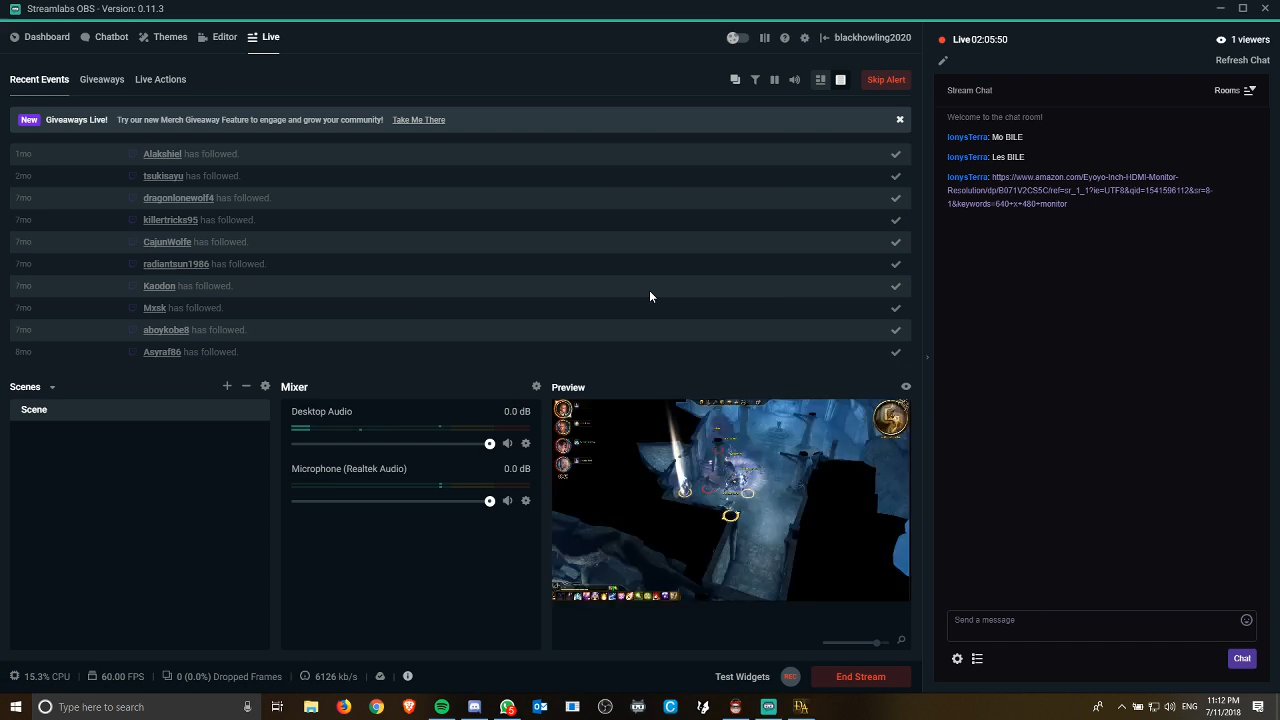 Streamlabs OBS - Version: 0.11.3
Dashboard Chatbot Themes Editor Live blackhowling2020
Recent Events Giveaways Live Actions Skip Alert
New Giveaways Live! Try our new Merch Giveaway Feature to engage and grow your community! Take Me There
1mo Alakshiel has followed.
2mo tsukisayu has followed.
7mo dragonlonewolf4 has followed.
7mo killertricks95 has followed.
7mo CajunWolfe has followed.
7mo radiantsun1986 has followed.
7mo Kaodon has followed.
7mo Mxsk has followed.
7mo aboykobe8 has followed.
8mo Asyraf86 has followed.
Scenes
Scene
Mixer
Desktop Audio 0.0 dB
Microphone (Realtek Audio) 0.0 dB
Preview
15.3% CPU 60.00 FPS 0 (0.0%) Dropped Frames 6126 kb/s
Test Widgets REC End Stream
Live 02:05:50 1 viewers
Refresh Chat
Stream Chat Rooms
Welcome to the chat room!
IonysTerra: Mo BILE
IonysTerra: Les BILE
IonysTerra: https://www.amazon.com/Eyoyo-Inch-HDMI-Monitor-
Resolution/dp/B071V2CS5C/ref=sr_1_1?ie=UTF8&qid=1541596112&sr=8-
1&keywords=640+x+480+monitor
Send a message
Chat
Type here to search
5
11:12 PM
7/11/2018